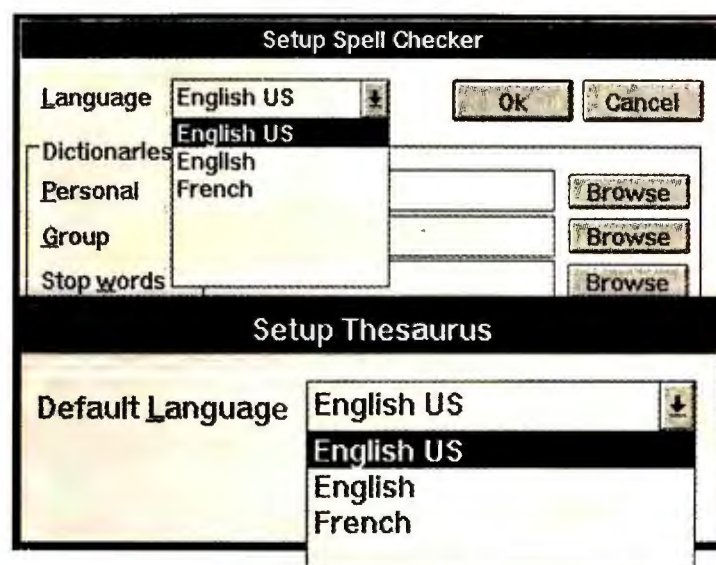 Setup Spell Checker
Language English US Ok Cancel
English US
Dictionaries
English
Personal French Browse
Group Browse
Stop words Browse
Setup Thesaurus
Default Language English US
English US
English
French